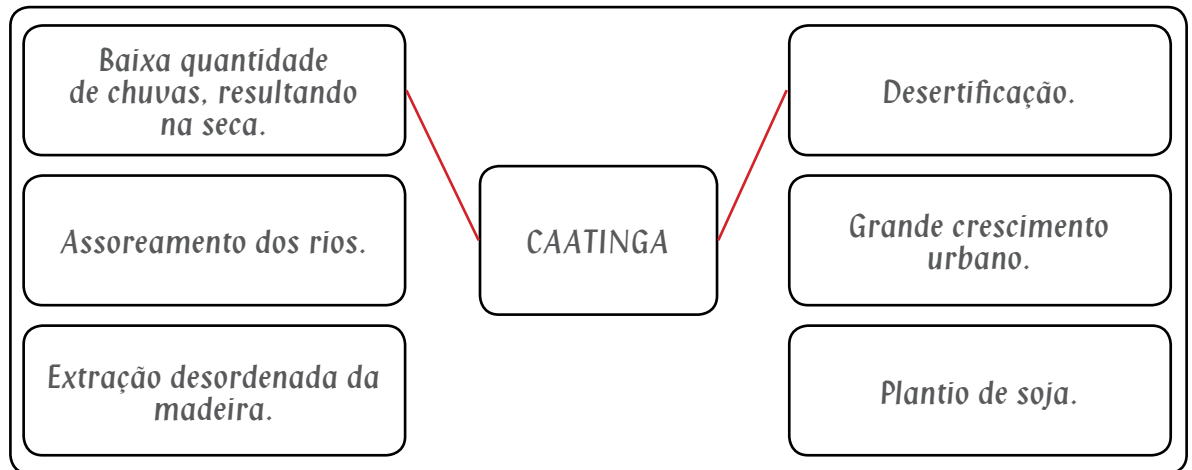 Baixa quantidade
de chuvas, resultando
na seca.
Assoreamento dos rios.
Extração desordenada da
madeira.
CAATINGA
Desertificação.
Grande crescimento
urbano.
Plantio de soja.